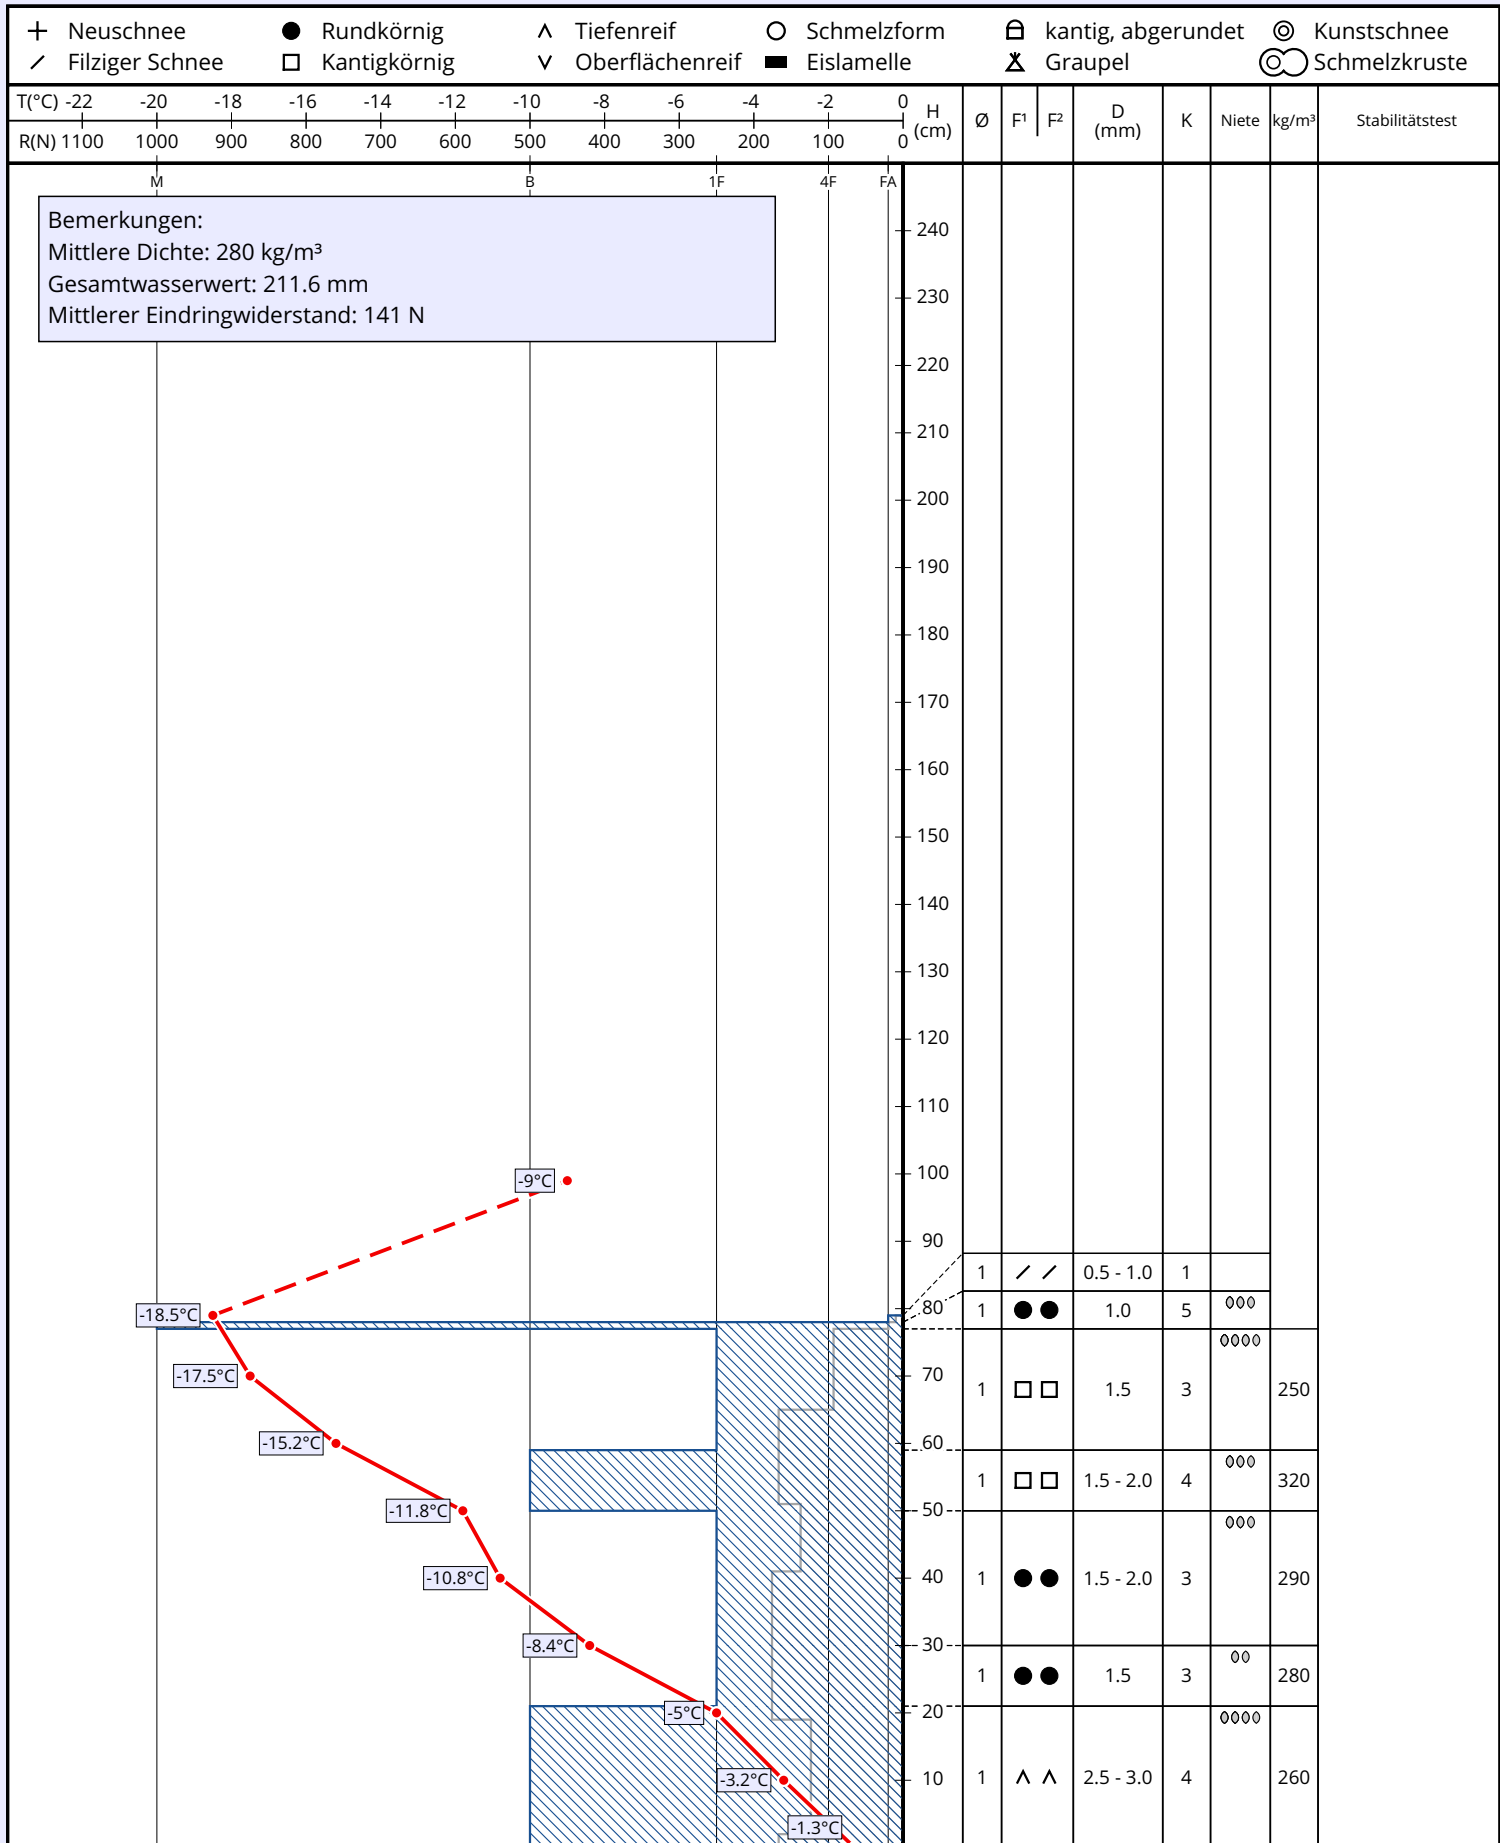 Neuschnee Rundkörnig Tiefenreif Schmelzform kantig, abgerundet Kunstschnee
Filziger Schnee Kantigkörnig Oberflächenreif Eislamelle Graupel Schmelzkruste
T(°C) -22 -20 -18 -16 -14 -12 -10 -8 -6 -4 -2 0
R(N) 1100 1000 900 800 700 600 500 400 300 200 100 0
H (cm) Ø F¹ F² D (mm) K Niete kg/m³ Stabilitätstest
M B 1F 4F FA
Bemerkungen:
Mittlere Dichte: 280 kg/m³
Gesamtwasserwert: 211.6 mm
Mittlerer Eindringwiderstand: 141 N
240
230
220
210
200
190
180
170
160
150
140
130
120
110
100
-9°C
90
1 0.5 - 1.0 1
80
-18.5°C
1 1.0 5
70
-17.5°C
1 1.5 3 250
60
-15.2°C
1 1.5 - 2.0 4 320
50
-11.8°C
40
-10.8°C
1 1.5 - 2.0 3 290
30
-8.4°C
1 1.5 3 280
20
-5°C
10
-3.2°C
1 2.5 - 3.0 4 260
-1.3°C